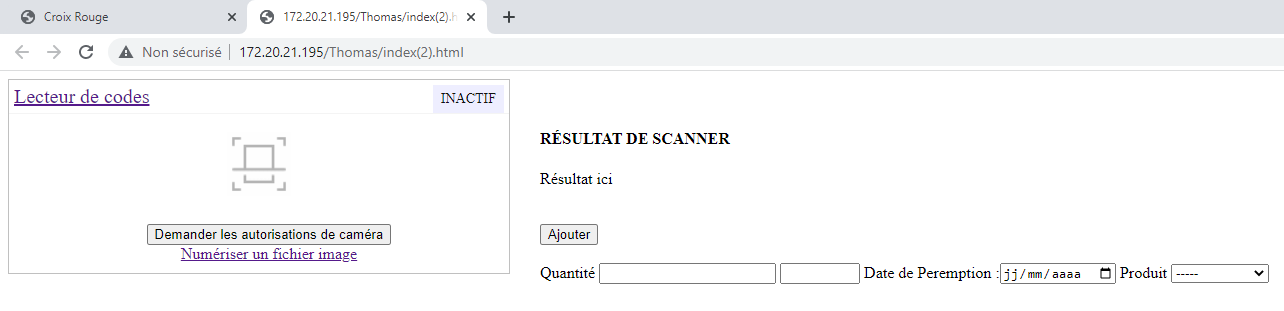 Croix Rouge
172.20.21.195/Thomas/index(2).h
Non sécurisé
172.20.21.195/Thomas/index(2).html
Lecteur de codes
INACTIF
Demander les autorisations de caméra
Numériser un fichier image
RÉSULTAT DE SCANNER
Résultat ici
Ajouter
Quantité Date de Peremption : jj/mm/aaaa Produit -----